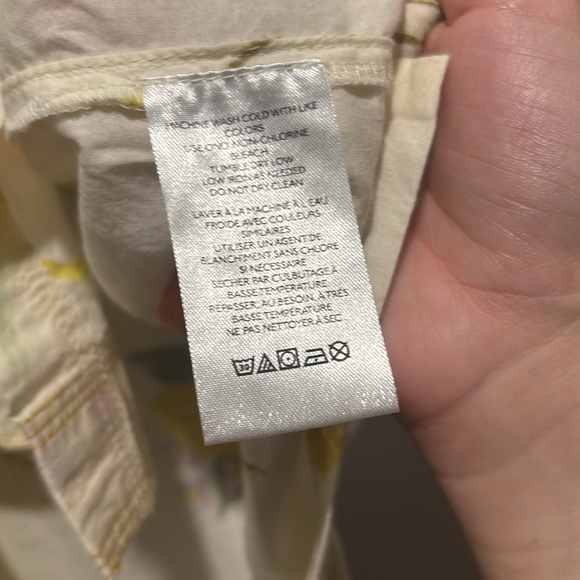 MACHINE WASH COLD WITH LIKE
COLORS
USE ONLY NON-CHLORINE
BLEACH
TUMBLE DRY LOW
LOW IRON AS NEEDED
DO NOT DRY CLEAN
LAVER À LA MACHINE À L'EAU
FROIDE AVEC COULEURS
SIMILAIRES
UTILISER UN AGENT DE
BLANCHIMENT SANS CHLORE
SI NÉCESSAIRE
SÉCHER PAR CULBUTAGE À
BASSE TEMPÉRATURE
REPASSER, AU BESOIN, À TRÈS
BASSE TEMPÉRATURE
NE PAS NETTOYER À SEC
30